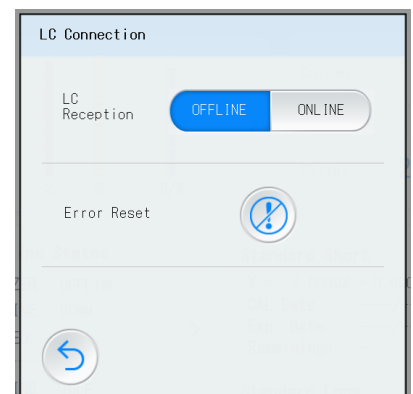 LC Connection
LC
Reception
OFFLINE
ONLINE
Error Reset